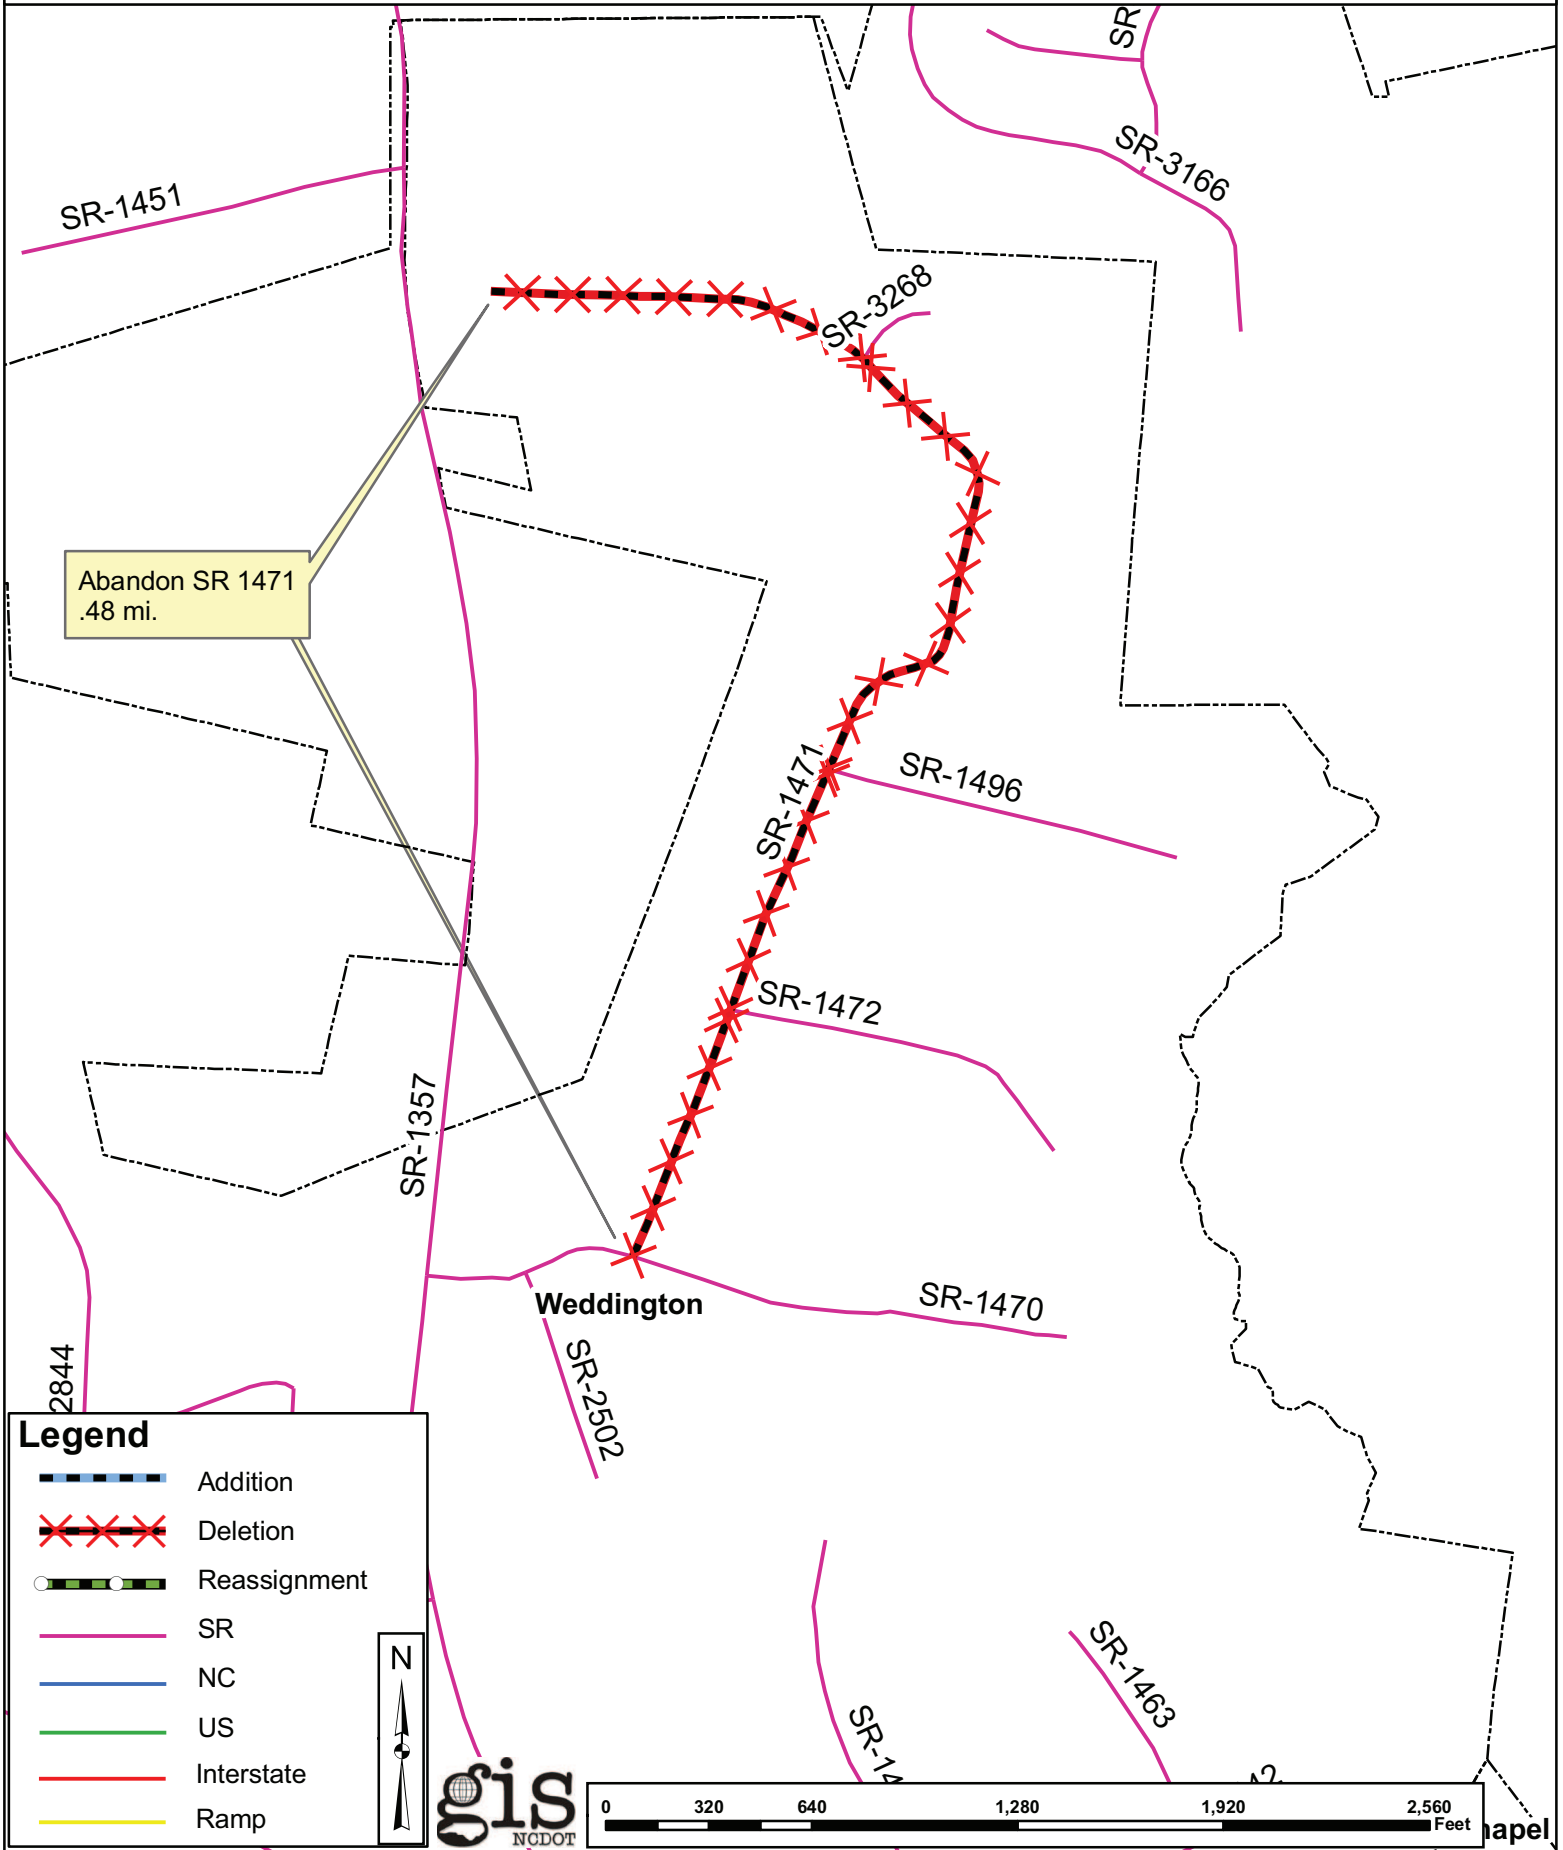 SR
SR-3166
SR-1451
SR-3268
Abandon SR 1471
.48 mi.
SR-1471
SR-1496
SR-1472
SR-1357
Weddington
SR-1470
SR-2502
2844
Legend
Addition
Deletion
Reassignment
SR
NC
US
Interstate
Ramp
N
SR-1463
SR-14
gis
NCDOT
0 320 640 1,280 1,920 2,560
Feet
hapel